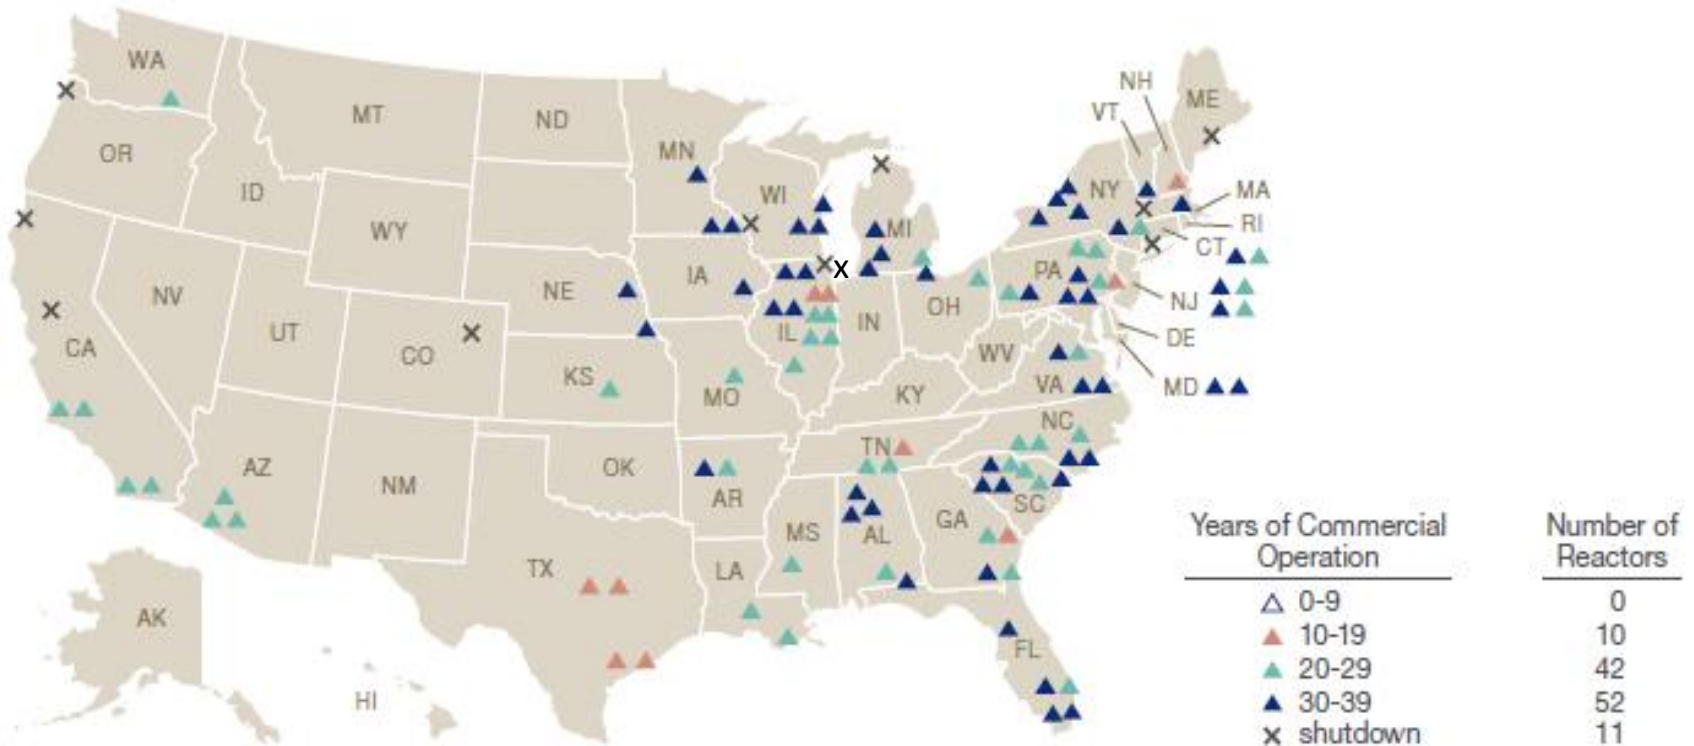 WA
MT
ND
OR
ID
MN
WI
WY
MI
NH
VT
ME
NY
MA
RI
CT
NV
UT
CA
CO
NE
IA
IL
IN
OH
PA
NJ
DE
MD
KS
MO
KY
WV
VA
AZ
NM
OK
AR
TN
NC
SC
MS
AL
GA
TX
LA
FL
AK
HI
Years of Commercial Operation Number of Reactors
0-9 0
10-19 10
20-29 42
30-39 52
shutdown 11